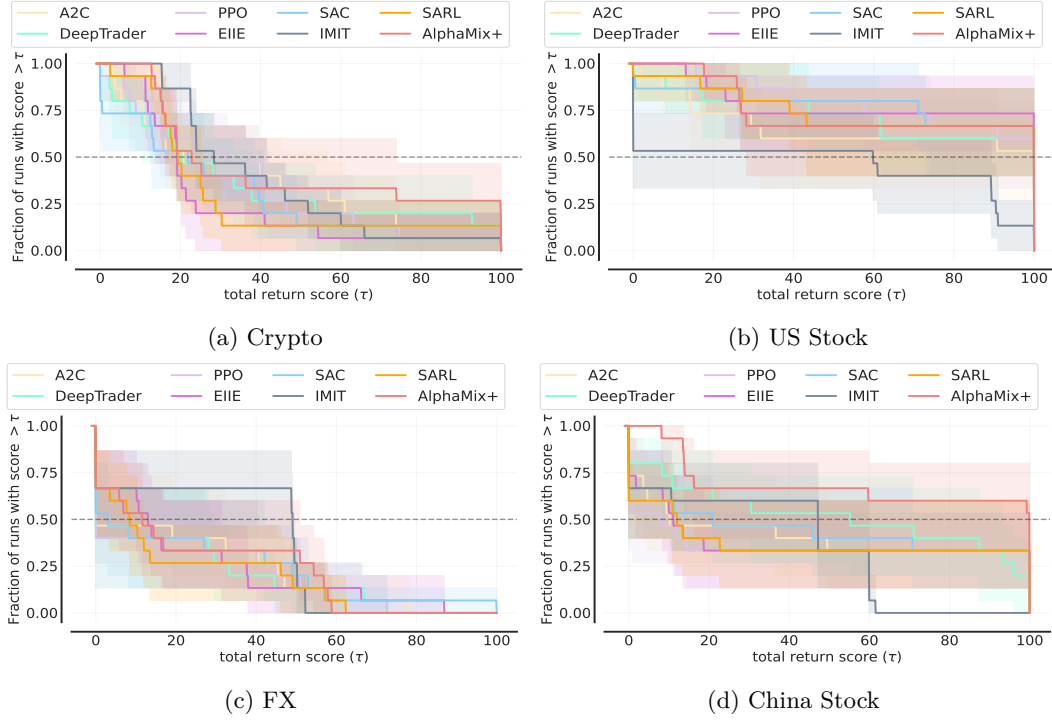 A2C PPO SAC SARL
DeepTrader EIIE IMIT AlphaMix+
Fraction of runs with score > τ
1.00
0.75
0.50
0.25
0.00
0 20 40 60 80 100
total return score (τ)
(a) Crypto
A2C PPO SAC SARL
DeepTrader EIIE IMIT AlphaMix+
Fraction of runs with score > τ
1.00
0.75
0.50
0.25
0.00
0 20 40 60 80 100
total return score (τ)
(b) US Stock
A2C PPO SAC SARL
DeepTrader EIIE IMIT AlphaMix+
Fraction of runs with score > τ
1.00
0.75
0.50
0.25
0.00
0 20 40 60 80 100
total return score (τ)
(c) FX
A2C PPO SAC SARL
DeepTrader EIIE IMIT AlphaMix+
Fraction of runs with score > τ
1.00
0.75
0.50
0.25
0.00
0 20 40 60 80 100
total return score (τ)
(d) China Stock